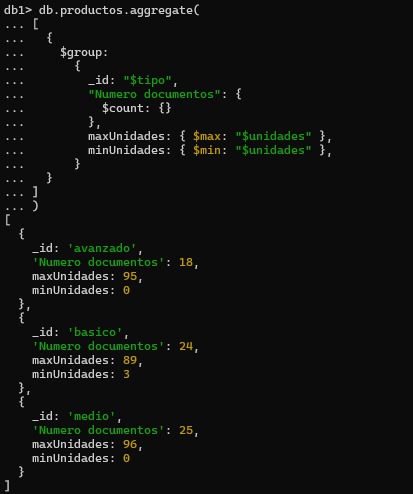 db1> db.productos.aggregate(
... [
...   {
...     $group:
...       {
...         _id: "$tipo",
...         "Numero documentos": {
...           $count: {}
...         },
...         maxUnidades: { $max: "$unidades" },
...         minUnidades: { $min: "$unidades" },
...       }
...   }
... ]
... )
[
  {
    _id: 'avanzado',
    'Numero documentos': 18,
    maxUnidades: 95,
    minUnidades: 0
  },
  {
    _id: 'basico',
    'Numero documentos': 24,
    maxUnidades: 89,
    minUnidades: 3
  },
  {
    _id: 'medio',
    'Numero documentos': 25,
    maxUnidades: 96,
    minUnidades: 0
  }
]